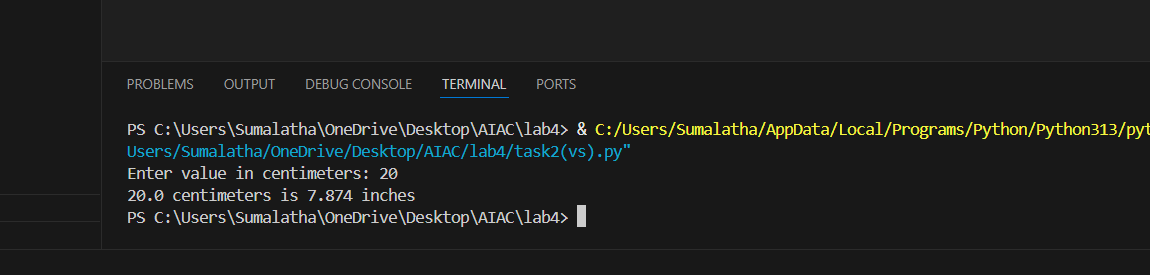 PROBLEMS OUTPUT DEBUG CONSOLE TERMINAL PORTS
PS C:\Users\Sumalatha\OneDrive\Desktop\AIAC\lab4> & C:/Users/Sumalatha/AppData/Local/Programs/Python/Python313/pyt
Users/Sumalatha/OneDrive/Desktop/AIAC/lab4/task2(vs).py"
Enter value in centimeters: 20
20.0 centimeters is 7.874 inches
PS C:\Users\Sumalatha\OneDrive\Desktop\AIAC\lab4>